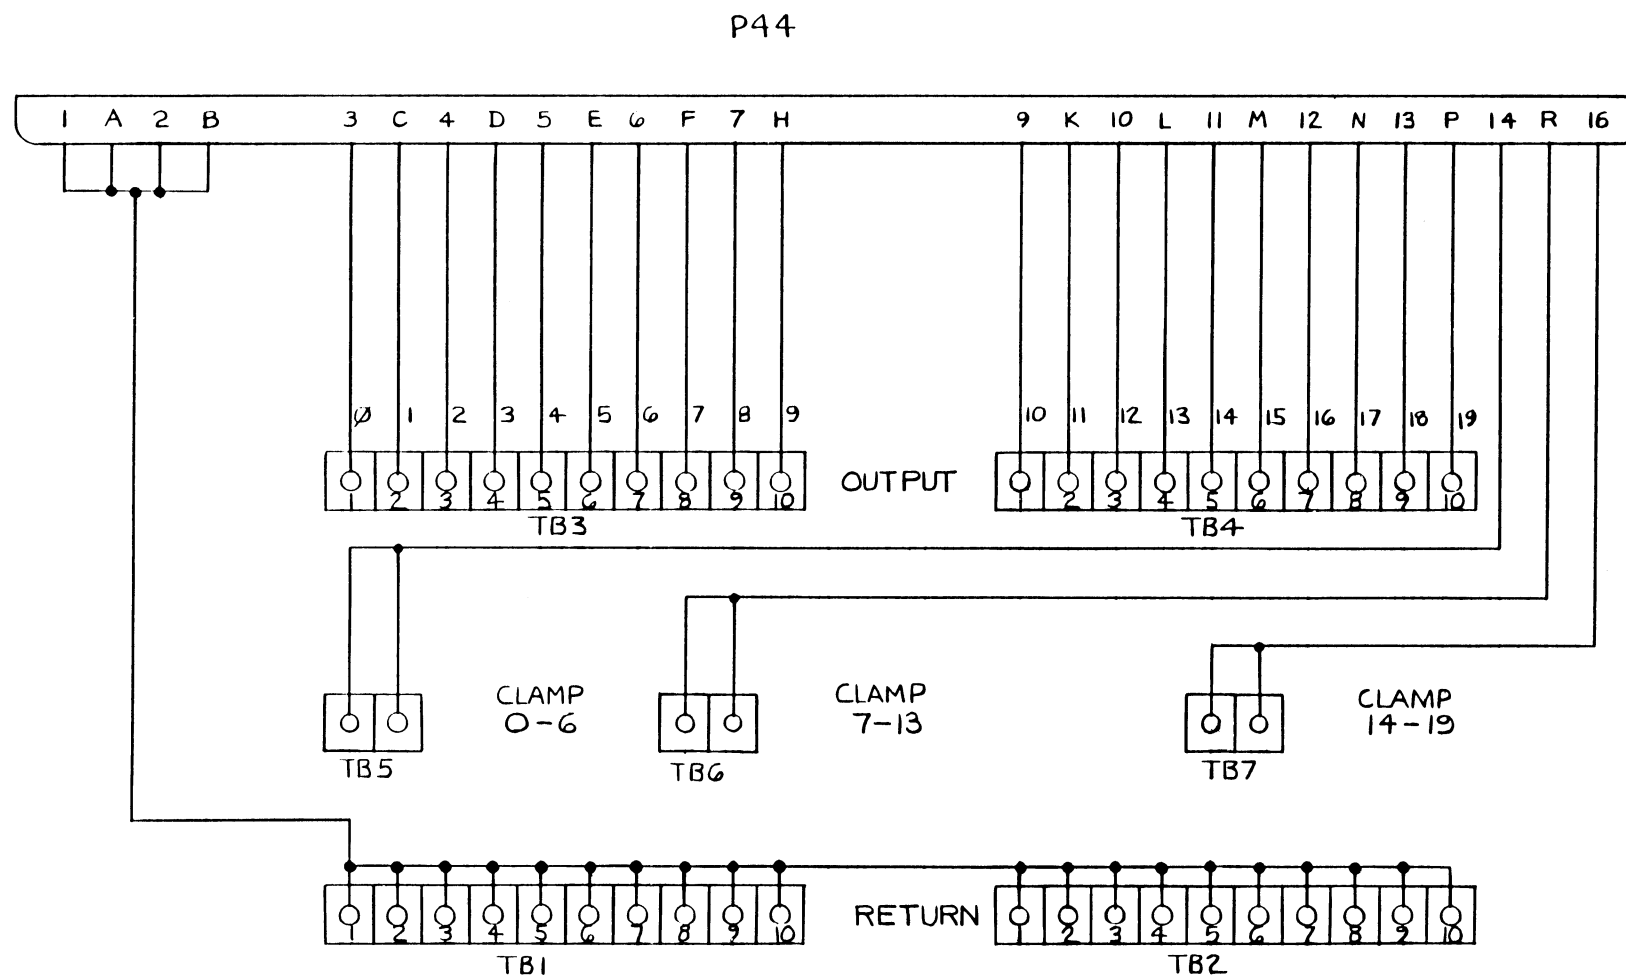 P44
1 A 2 B 3 C 4 D 5 E 6 F 7 H 9 K 10 L 11 M 12 N 13 P 14 R 16
Ø 1 2 3 4 5 6 7 8 9 10 11 12 13 14 15 16 17 18 19
1 2 3 4 5 6 7 8 9 10 OUTPUT 1 2 3 4 5 6 7 8 9 10
TB3 TB4
CLAMP CLAMP CLAMP
0-6 7-13 14-19
TB5 TB6 TB7
1 2 3 4 5 6 7 8 9 10 RETURN 1 2 3 4 5 6 7 8 9 10
TB1 TB2